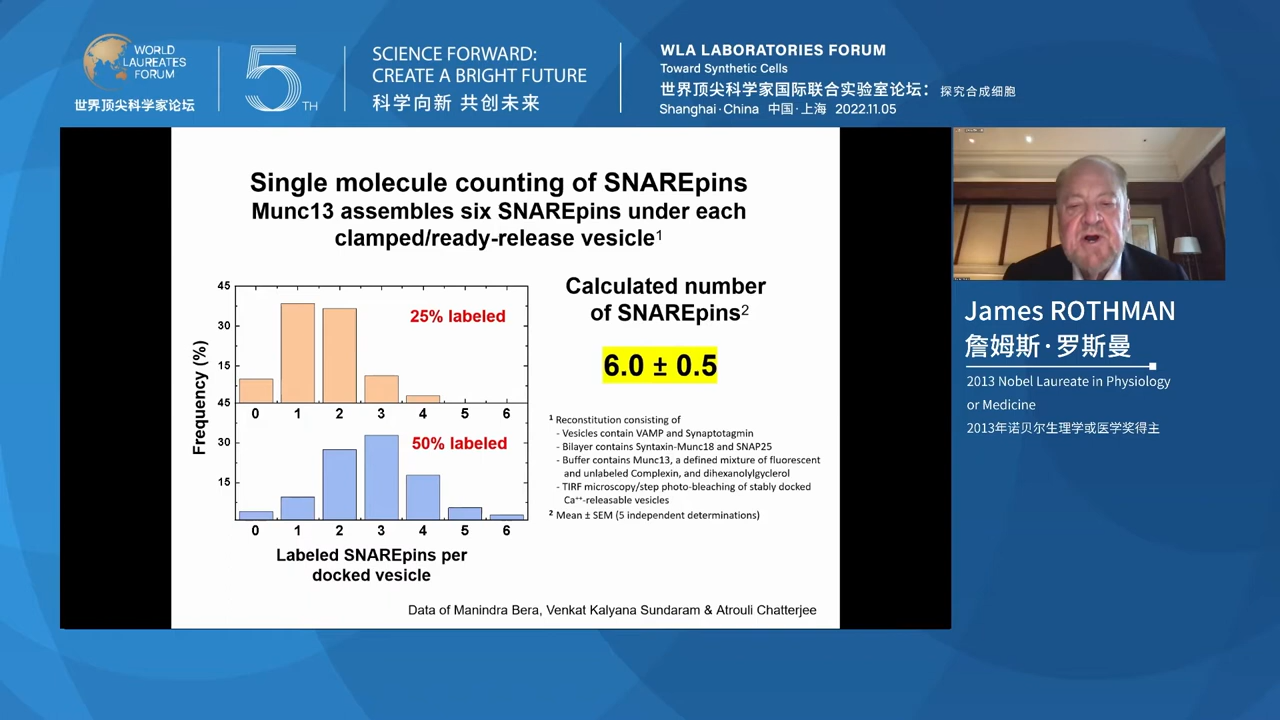 WORLD
LAUREATES
FORUM
世界顶尖科学家论坛
5TH
SCIENCE FORWARD:
CREATE A BRIGHT FUTURE
科学向新 共创未来
WLA LABORATORIES FORUM
Toward Synthetic Cells
世界顶尖科学家国际联合实验室论坛：探究合成细胞
Shanghai·China 中国·上海 2022.11.05
Single molecule counting of SNAREpins
Munc13 assembles six SNAREpins under each
clamped/ready-release vesicle1
45
30
15
25% labeled
0 1 2 3 4 5 6
Frequency (%)
45
30
15
50% labeled
0 1 2 3 4 5 6
Labeled SNAREpins per
docked vesicle
Calculated number
of SNAREpins2
6.0 ± 0.5
1 Reconstitution consisting of
- Vesicles contain VAMP and Synaptotagmin
- Bilayer contains Syntaxin-Munc18 and SNAP25
- Buffer contains Munc13, a defined mixture of fluorescent
and unlabeled Complexin, and dihexanolyglycerol
- TIRF microscopy/step photo-bleaching of stably docked
Ca++-releasable vesicles
2 Mean ± SEM (5 independent determinations)
Data of Manindra Bera, Venkat Kalyana Sundaram & Atrouli Chatterjee
James ROTHMAN
詹姆斯·罗斯曼
2013 Nobel Laureate in Physiology
or Medicine
2013年诺贝尔生理学或医学奖得主